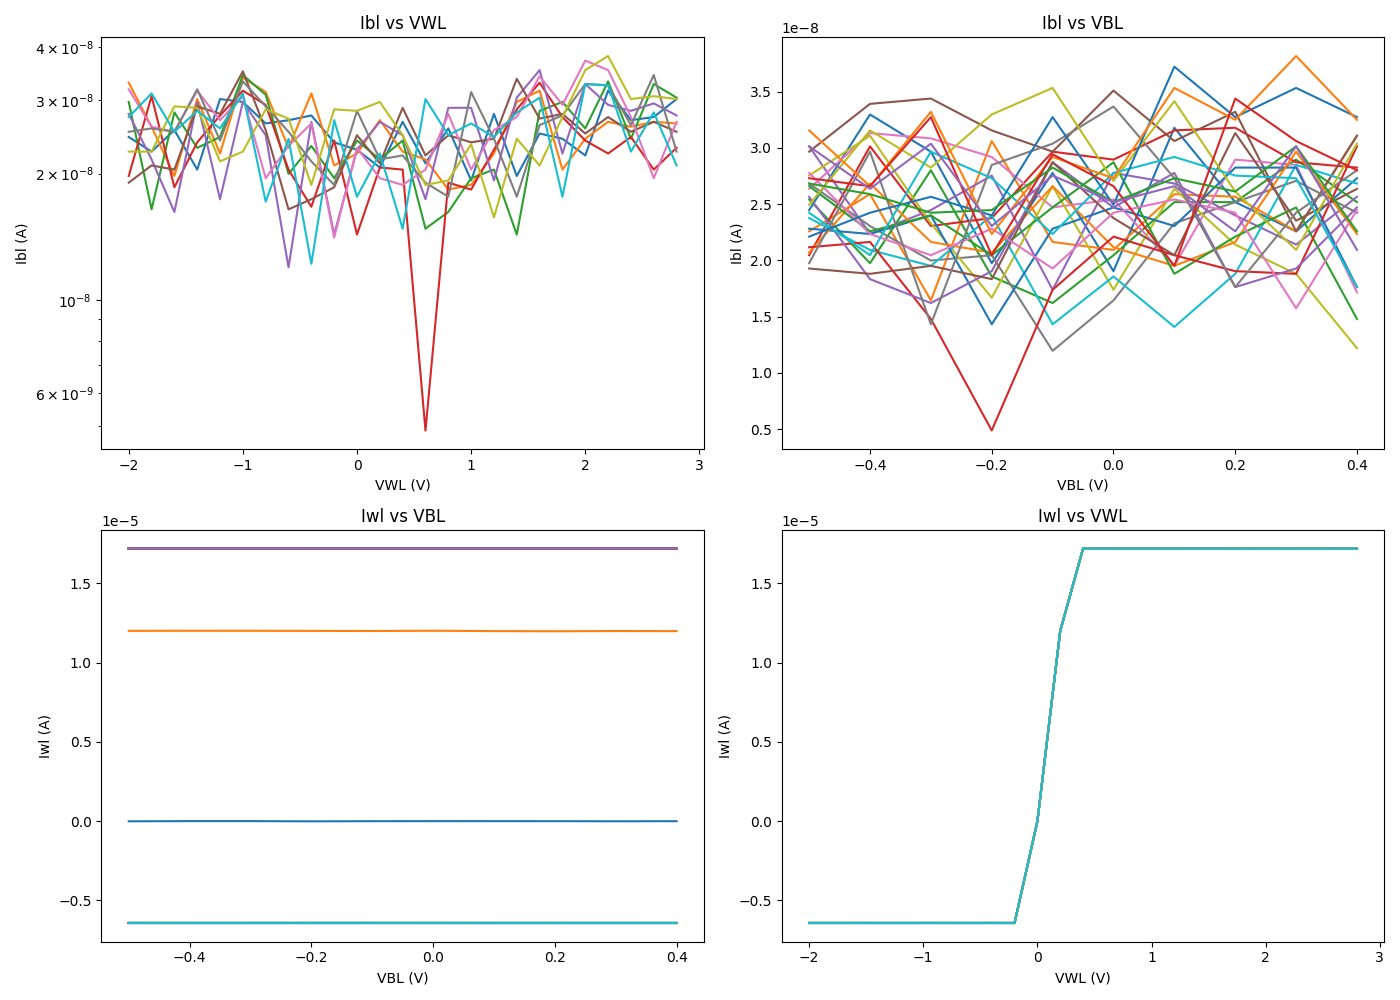 Ibl vs VWL
Ibl (A)
4 × 10⁻⁸
3 × 10⁻⁸
2 × 10⁻⁸
10⁻⁸
6 × 10⁻⁹
−2 −1 0 1 2 3
VWL (V)
Ibl vs VBL
1e−8
Ibl (A)
3.5
3.0
2.5
2.0
1.5
1.0
0.5
−0.4 −0.2 0.0 0.2 0.4
VBL (V)
Iwl vs VBL
1e−5
Iwl (A)
1.5
1.0
0.5
0.0
−0.5
−0.4 −0.2 0.0 0.2 0.4
VBL (V)
Iwl vs VWL
1e−5
Iwl (A)
1.5
1.0
0.5
0.0
−0.5
−2 −1 0 1 2 3
VWL (V)